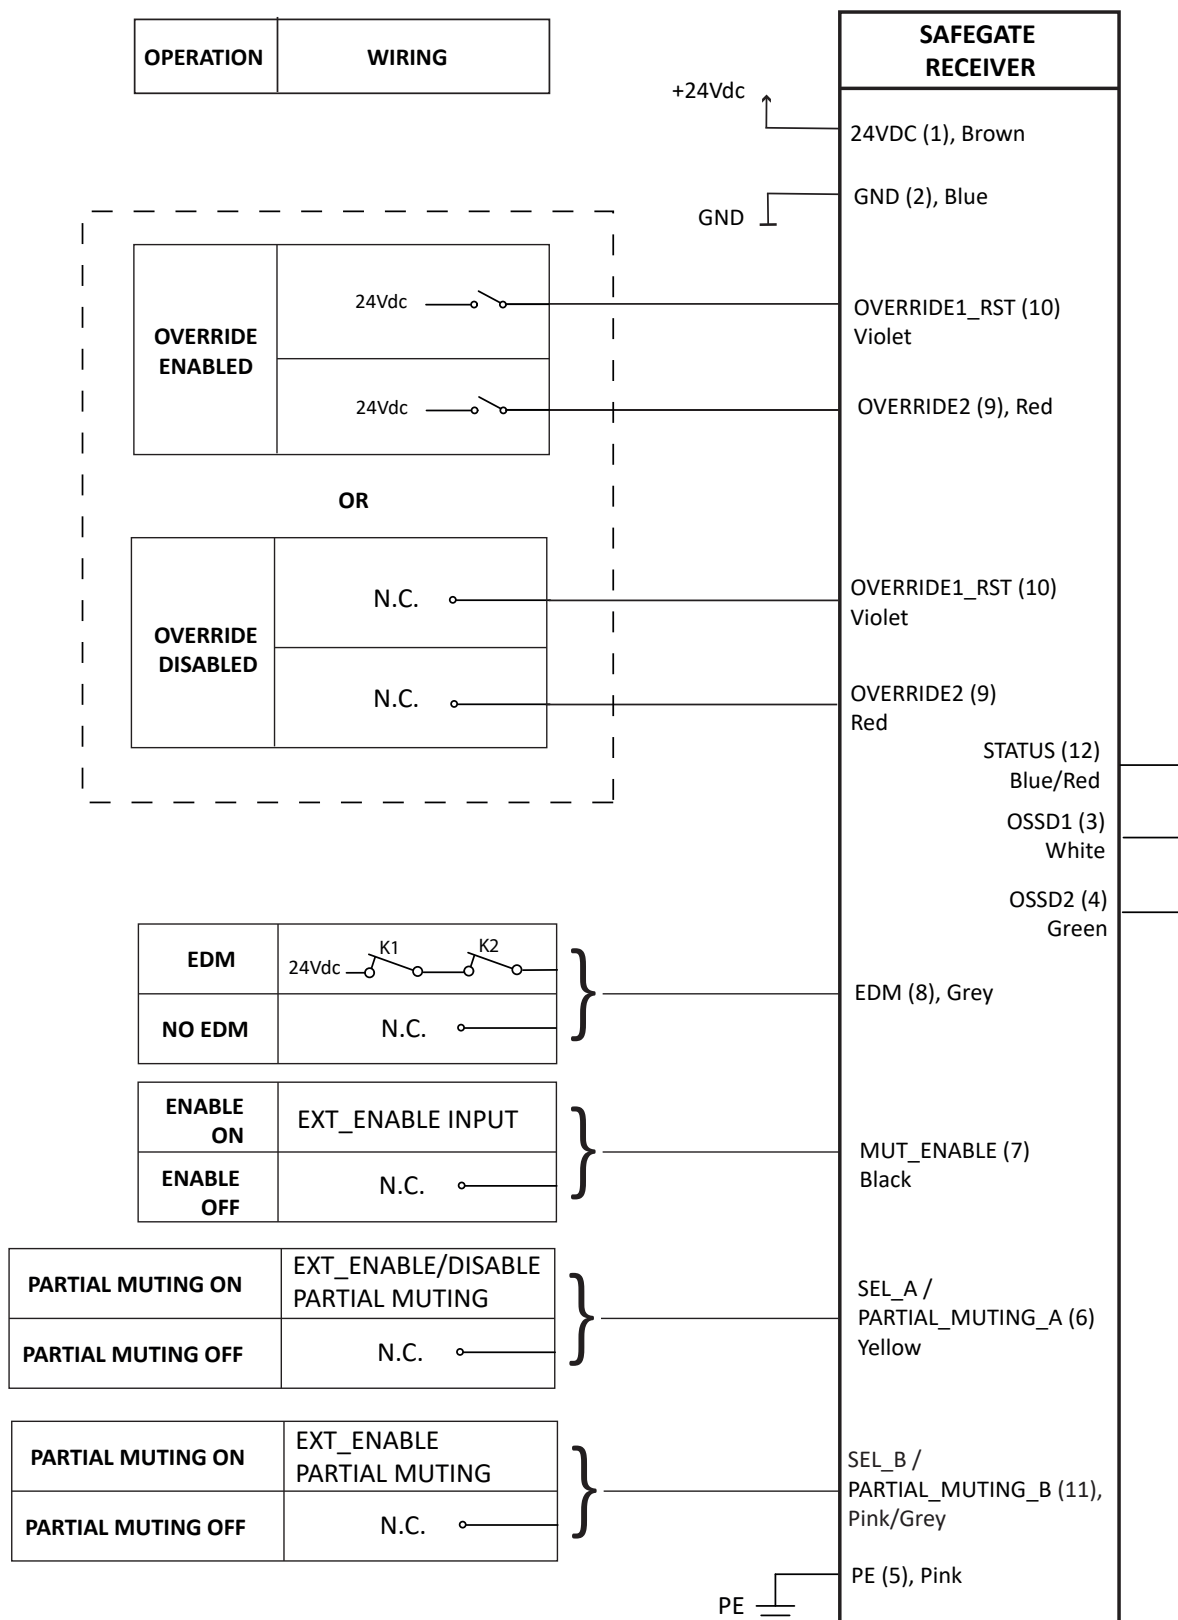 OPERATION WIRING
SAFEGATE
RECEIVER
+24Vdc
24VDC (1), Brown
GND
GND (2), Blue
OVERRIDE
ENABLED
24Vdc
OVERRIDE1_RST (10)
Violet
24Vdc
OVERRIDE2 (9), Red
OR
OVERRIDE
DISABLED
N.C.
OVERRIDE1_RST (10)
Violet
N.C.
OVERRIDE2 (9)
Red
STATUS (12)
Blue/Red
OSSD1 (3)
White
OSSD2 (4)
Green
EDM
24Vdc K1 K2
NO EDM
N.C.
EDM (8), Grey
ENABLE
ON
EXT_ENABLE INPUT
ENABLE
OFF
N.C.
MUT_ENABLE (7)
Black
PARTIAL MUTING ON
EXT_ENABLE/DISABLE
PARTIAL MUTING
PARTIAL MUTING OFF
N.C.
SEL_A /
PARTIAL_MUTING_A (6)
Yellow
PARTIAL MUTING ON
EXT_ENABLE
PARTIAL MUTING
PARTIAL MUTING OFF
N.C.
SEL_B /
PARTIAL_MUTING_B (11),
Pink/Grey
PE
PE (5), Pink